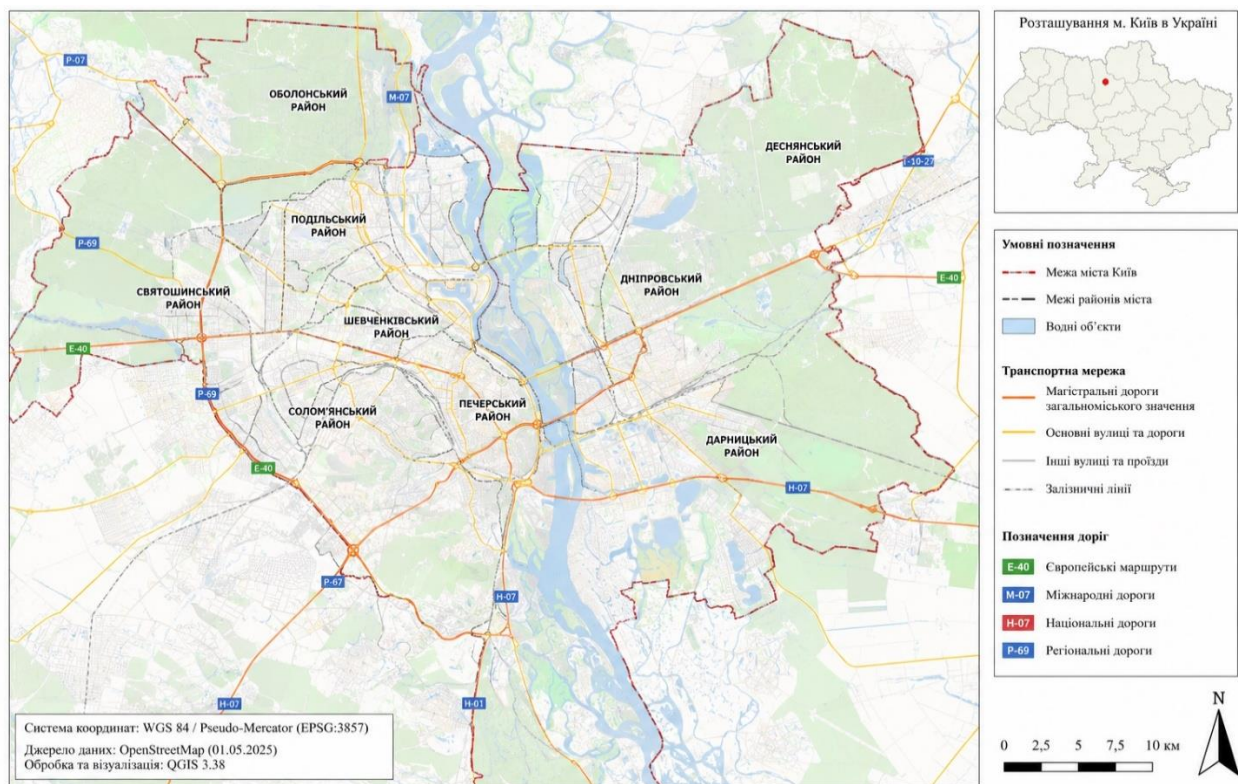 Р-07
ОБОЛОНСЬКИЙ
РАЙОН
М-07
ДЕСНЯНСЬКИЙ
РАЙОН
Т-10-27
Р-69
ПОДІЛЬСЬКИЙ
РАЙОН
СВЯТОШИНСЬКИЙ
РАЙОН
ДНІПРОВСЬКИЙ
РАЙОН
Е-40
ШЕВЧЕНКІВСЬКИЙ
РАЙОН
Е-40
Р-69
СОЛОМ'ЯНСЬКИЙ
РАЙОН
ПЕЧЕРСЬКИЙ
РАЙОН
ДАРНИЦЬКИЙ
РАЙОН
Е-40
Н-07
Р-67
Н-07
Н-07
Н-01
Система координат: WGS 84 / Pseudo-Mercator (EPSG:3857)
Джерело даних: OpenStreetMap (01.05.2025)
Обробка та візуалізація: QGIS 3.38
Розташування м. Київ в Україні
Умовні позначення
Межа міста Київ
Межі районів міста
Водні об’єкти
Транспортна мережа
Магістральні дороги
загальноміського значення
Основні вулиці та дороги
Інші вулиці та проїзди
Залізничні лінії
Позначення доріг
Е-40 Європейські маршрути
М-07 Міжнародні дороги
Н-07 Національні дороги
Р-69 Регіональні дороги
0 2,5 5 7,5 10 км
N